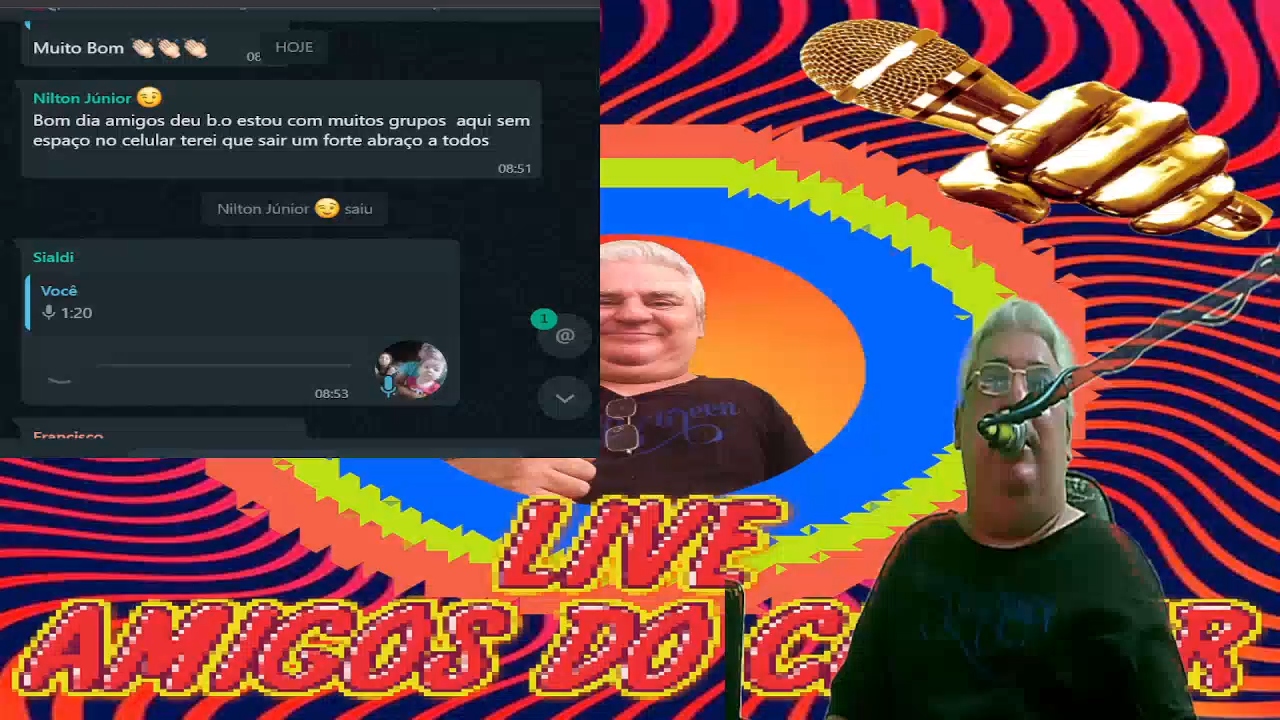 Muito Bom 👏🏻👏🏻👏🏻
HOJE
Nilton Júnior 😉
Bom dia amigos deu b.o estou com muitos grupos aqui sem
espaço no celular terei que sair um forte abraço a todos
08:51
Nilton Júnior 😉 saiu
Sialdi
Você
1:20
1
@
08:53
Francisco
LIVE
AMIGOS DO